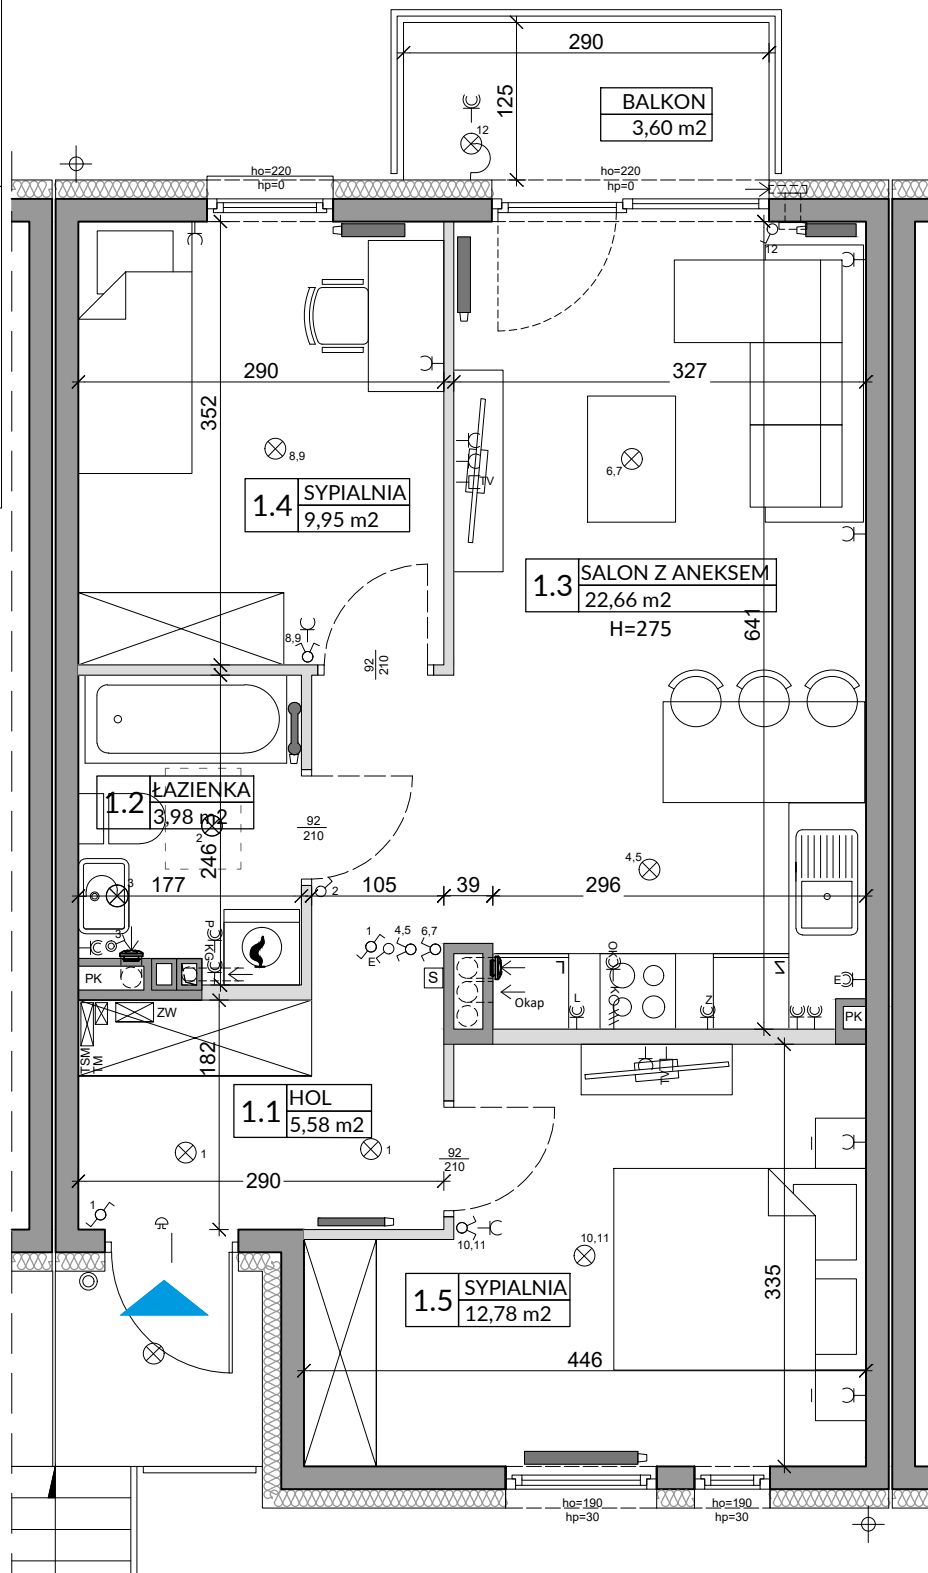 290
125
BALKON
3,60 m2
12
ho=220
hp=0
ho=220
hp=0
12
290
327
352
8,9
6,7
TV
1.4
SYPIALNIA
9,95 m2
1.3
SALON Z ANEKSEM
22,66 m2
H=275
641
8,9
92
210
1.2
ŁAZIENKA
3,98 m2
2
92
210
246
4,5
177
3
2
105
39
296
3
P
KG
1
E
4,5
6,7
S
PK
Okap
OK
L
Z
E
PK
ZW
TSM
TM
182
TV
1.1
HOL
5,58 m2
1
1
92
210
290
1
10,11
10,11
335
1.5
SYPIALNIA
12,78 m2
446
ho=190
hp=30
ho=190
hp=30